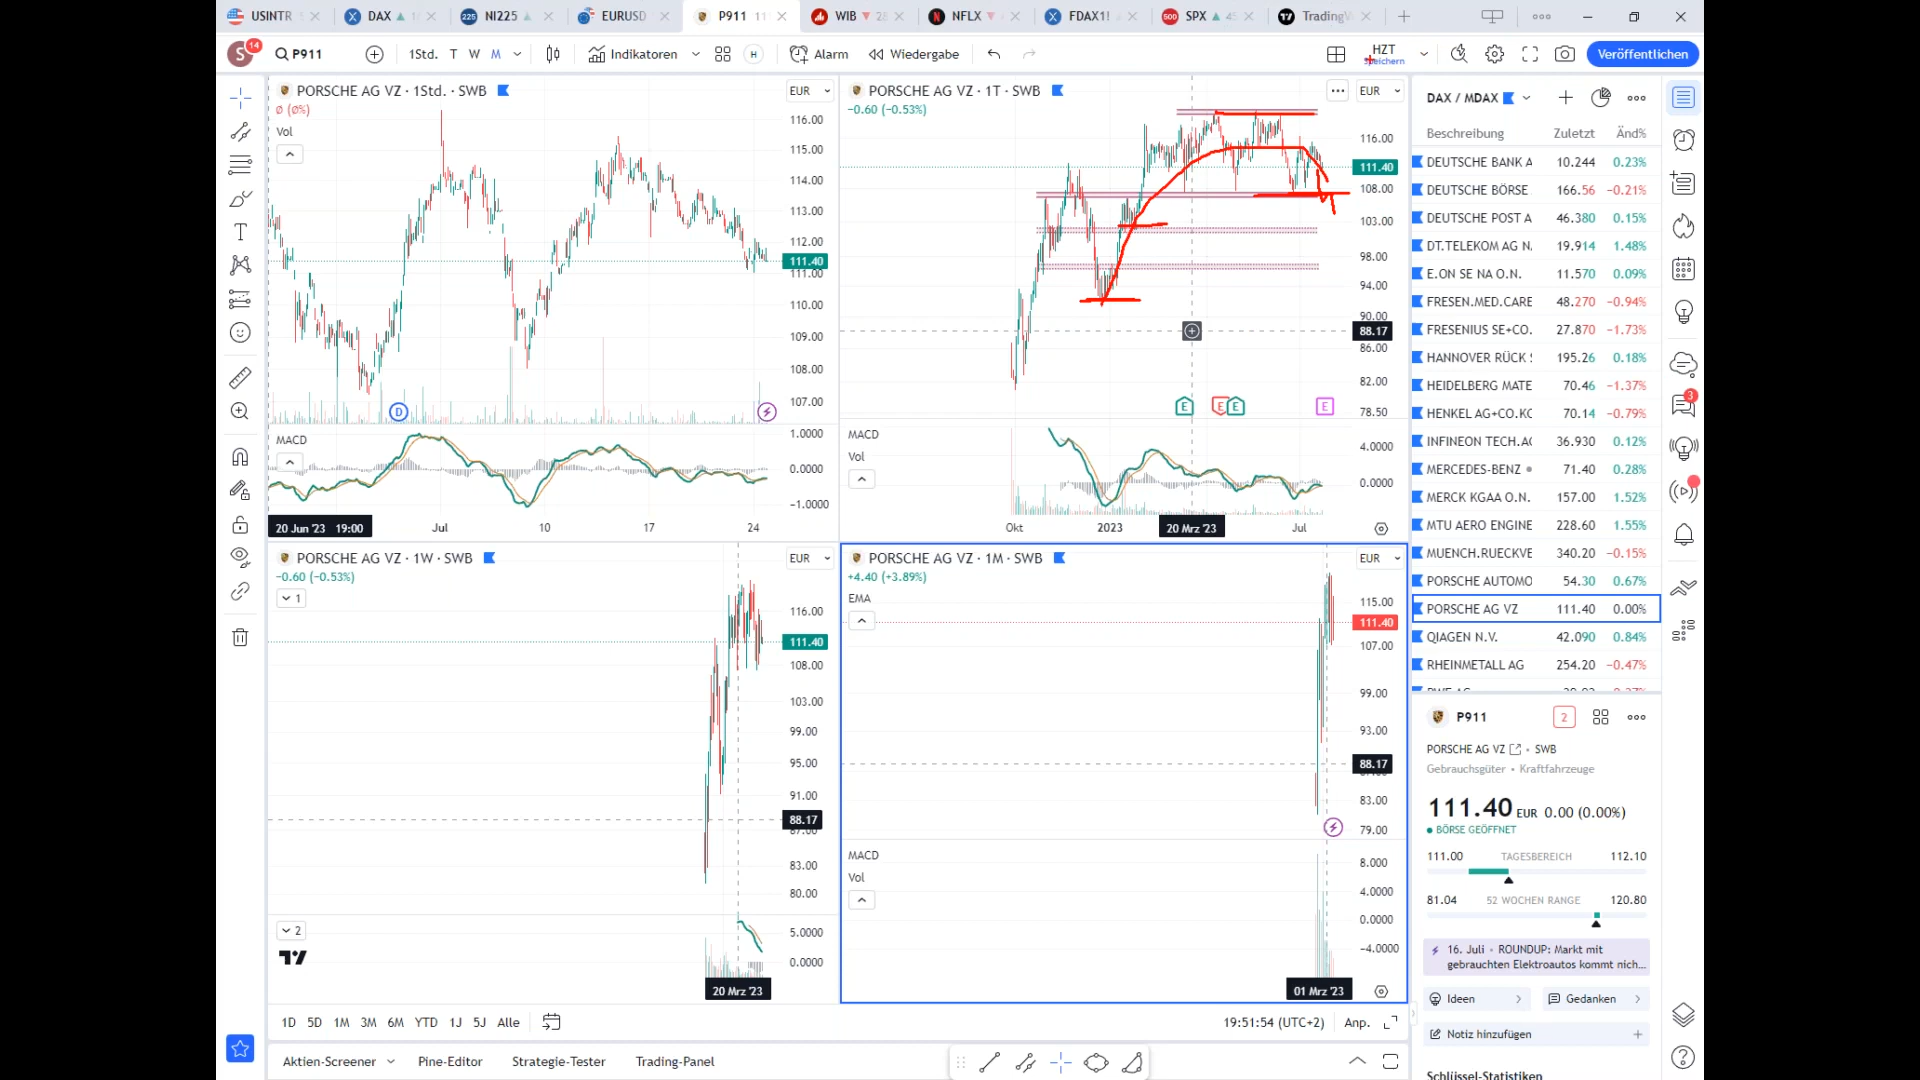 USINTR
DAX
NI225
EURUSD
P911 11
WIB 28
NFLX
FDAX1!
SPX 45
TradingV
S 14
P911
1Std. T W M
Indikatoren
H
Alarm
Wiedergabe
HZT
Speichern
Veröffentlichen
PORSCHE AG VZ · 1Std. · SWB
EUR
Ø (Ø%)
Vol
116.00
115.00
114.00
113.00
112.00
111.40
111.00
110.00
109.00
108.00
107.00
D
MACD
1.0000
0.0000
−1.0000
20 Jun '23 19:00
Jul
10
17
24
PORSCHE AG VZ · 1T · SWB
EUR
−0.60 (−0.53%)
116.00
111.40
108.00
103.00
98.00
94.00
90.00
88.17
86.00
82.00
78.50
E
E
E
E
MACD
Vol
4.0000
0.0000
Okt
2023
20 Mrz '23
Jul
PORSCHE AG VZ · 1W · SWB
EUR
−0.60 (−0.53%)
1
116.00
111.40
108.00
103.00
99.00
95.00
91.00
88.17
87.00
83.00
80.00
2
5.0000
0.0000
20 Mrz '23
PORSCHE AG VZ · 1M · SWB
EUR
+4.40 (+3.89%)
EMA
115.00
111.40
107.00
99.00
93.00
88.17
83.00
79.00
MACD
Vol
8.000
4.0000
0.0000
−4.0000
01 Mrz '23
1D 5D 1M 3M 6M YTD 1J 5J Alle
19:51:54 (UTC+2)
Anp.
Aktien-Screener
Pine-Editor
Strategie-Tester
Trading-Panel
DAX / MDAX
Beschreibung Zuletzt Änd%
DEUTSCHE BANK A 10.244 0.23%
DEUTSCHE BÖRSE 166.56 −0.21%
DEUTSCHE POST A 46.380 0.15%
DT.TELEKOM AG N. 19.914 1.48%
E.ON SE NA O.N. 11.570 0.09%
FRESEN.MED.CARE 48.270 −0.94%
FRESENIUS SE+CO. 27.870 −1.73%
HANNOVER RÜCK 195.26 0.18%
HEIDELBERG MATE 70.46 −1.37%
HENKEL AG+CO.KC 70.14 −0.79%
INFINEON TECH.AC 36.930 0.12%
MERCEDES-BENZ 71.40 0.28%
MERCK KGAA O.N. 157.00 1.52%
MTU AERO ENGINE 228.60 1.55%
MUENCH.RUECKVE 340.20 −0.15%
PORSCHE AUTOMO 54.30 0.67%
PORSCHE AG VZ 111.40 0.00%
QIAGEN N.V. 42.090 0.84%
RHEINMETALL AG 254.20 −0.47%
P911
2
PORSCHE AG VZ • SWB
Gebrauchsgüter • Kraftfahrzeuge
111.40 EUR 0.00 (0.00%)
BÖRSE GEÖFFNET
111.00 TAGESBEREICH 112.10
81.04 52 WOCHEN RANGE 120.80
16. Juli • ROUNDUP: Markt mit
gebrauchten Elektroautos kommt nich...
Ideen
Gedanken
Notiz hinzufügen
Schlüssel-Statistiken
3